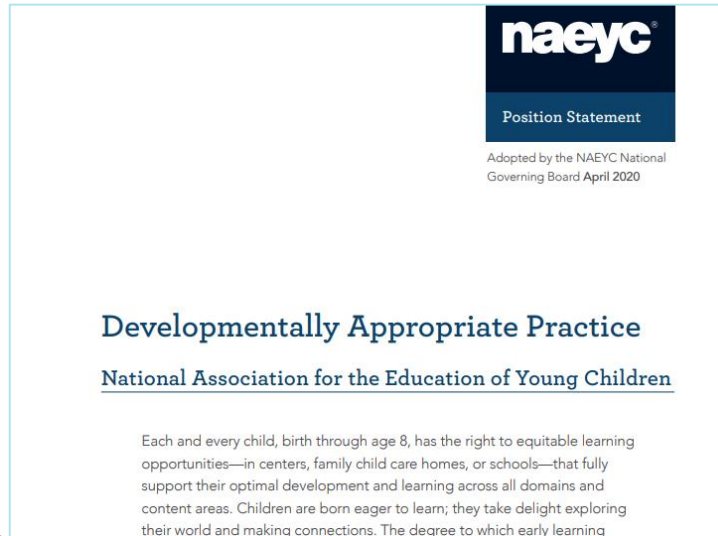 naeyc®
Position Statement
Adopted by the NAEYC National
Governing Board April 2020
Developmentally Appropriate Practice
National Association for the Education of Young Children
Each and every child, birth through age 8, has the right to equitable learning
opportunities—in centers, family child care homes, or schools—that fully
support their optimal development and learning across all domains and
content areas. Children are born eager to learn; they take delight exploring
their world and making connections. The degree to which early learning